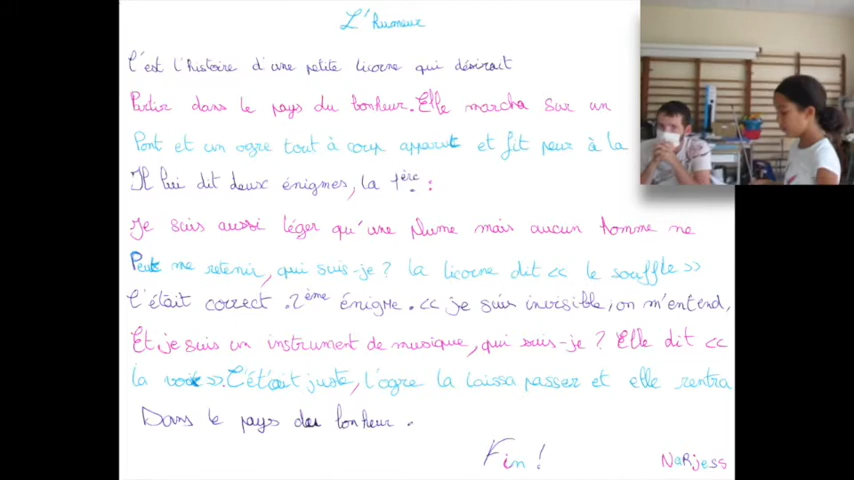 L'humeur
C'est l'histoire d'une petite licorne qui désirait
Partir dans le pays du bonheur. Elle marcha sur un
Pont et un ogre tout à coup apparut et fit peur à la
Il lui dit deux énigmes, la 1ère :
Je suis aussi léger qu'une plume mais aucun homme ne
Peut me retenir, qui suis-je ? la licorne dit << le souffle >>
C'était correct . 2ème énigme . << je suis invisible, on m'entend,
Et je suis un instrument de musique, qui suis-je ? Elle dit <<
la voix >>. C'était juste, l'ogre la laissa passer et elle rentra
Dans le pays du bonheur .
Fin !
NaRjess